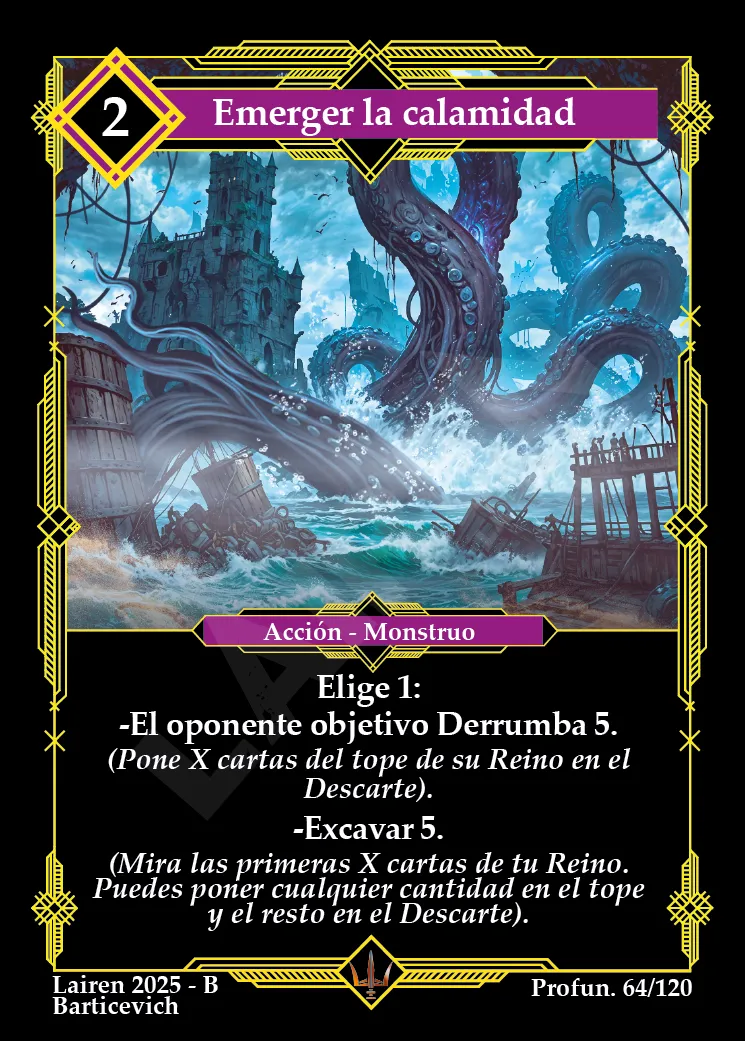 2
Emerger la calamidad
Acción - Monstruo
Elige 1:
-El oponente objetivo Derrumba 5.
(Pone X cartas del tope de su Reino en el
Descarte).
-Excavar 5.
(Mira las primeras X cartas de tu Reino.
Puedes poner cualquier cantidad en el tope
y el resto en el Descarte).
Lairen 2025 - B
Barticevich
Profun. 64/120